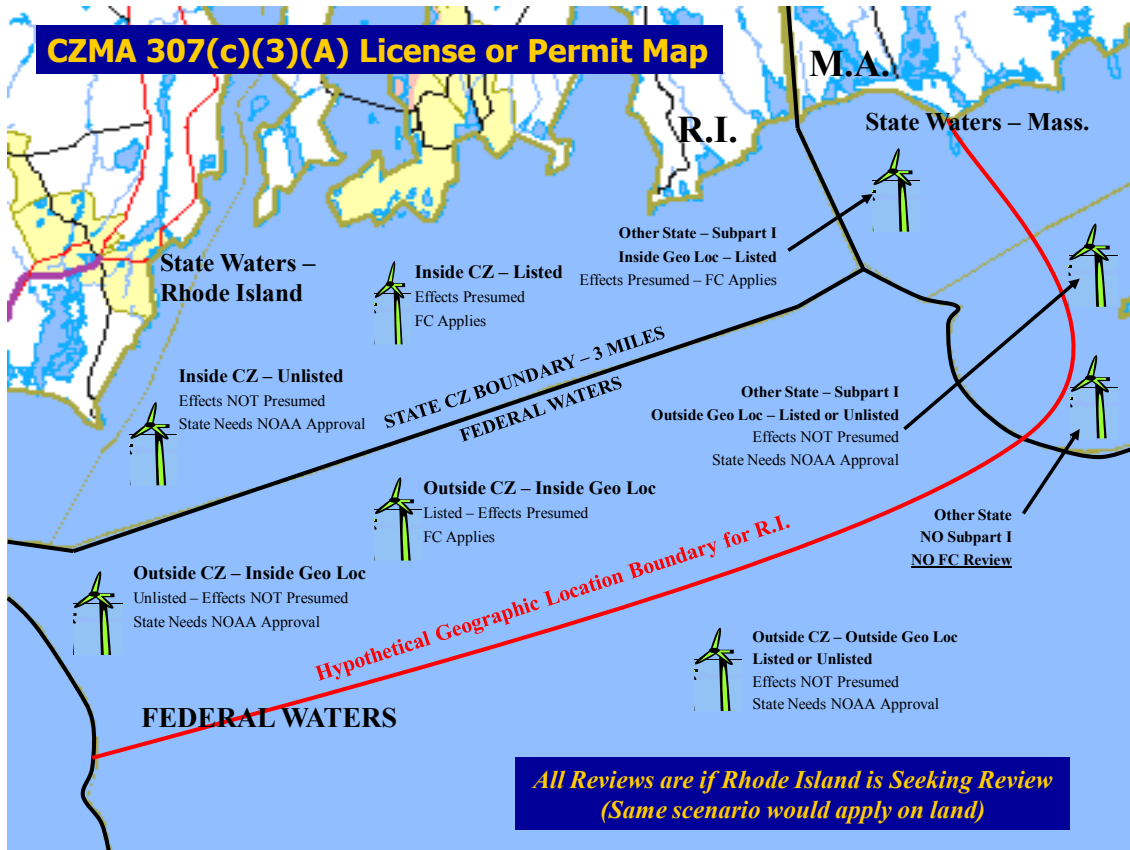 CZMA 307(c)(3)(A) License or Permit Map
M.A.
R.I.
State Waters – Mass.
Other State – Subpart I
Inside Geo Loc – Listed
Effects Presumed – FC Applies
State Waters –
Rhode Island
Inside CZ – Listed
Effects Presumed
FC Applies
STATE CZ BOUNDARY – 3 MILES
FEDERAL WATERS
Inside CZ – Unlisted
Effects NOT Presumed
State Needs NOAA Approval
Other State – Subpart I
Outside Geo Loc – Listed or Unlisted
Effects NOT Presumed
State Needs NOAA Approval
Outside CZ – Inside Geo Loc
Listed – Effects Presumed
FC Applies
Other State
NO Subpart I
NO FC Review
Outside CZ – Inside Geo Loc
Unlisted – Effects NOT Presumed
State Needs NOAA Approval
Hypothetical Geographic Location Boundary for R.I.
Outside CZ – Outside Geo Loc
Listed or Unlisted
Effects NOT Presumed
State Needs NOAA Approval
FEDERAL WATERS
All Reviews are if Rhode Island is Seeking Review
(Same scenario would apply on land)